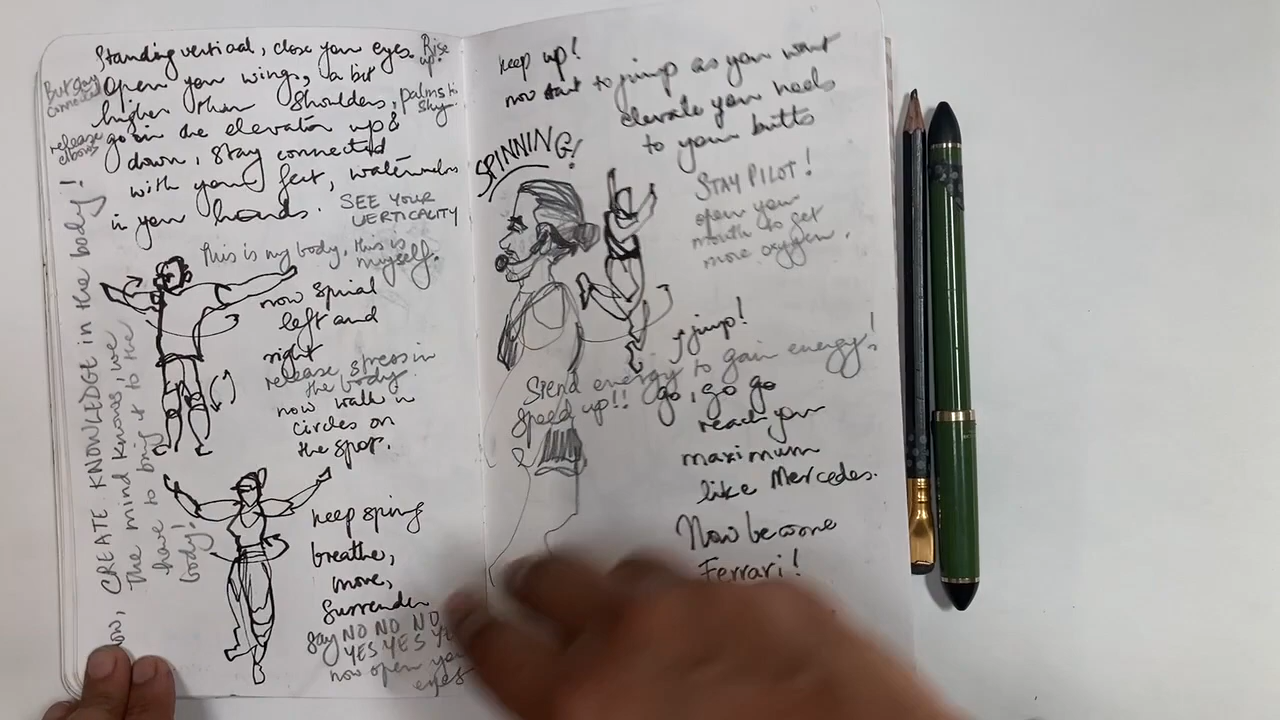 Standing vertical, close your eyes.
Rise
up!
But stay
connected
Open your wings, a bit
higher than shoulders,
palms to
sky
release
elbows
go in the elevator up &
down, stay connected
with your feet, watermelons
in your hands.
SEE YOUR
VERTICALITY
This is my body, this is
myself.
now spiral
left and
right
release stress in
the body.
now walk in
circles on
the spot.
keep spiring
breathe,
move,
surrender
say NO NO NO
YES YES
now open you
eyes
now, CREATE KNOWLEDGE in the body!
The mind knows, we
have to bring it to the
body!
keep up!
now start to jump as you want
elevate your heels
to your butts
SPINNING!
STAY PILOT!
open your
mouth to get
more oxygen.
jump!
Spend energy to gain energy!
speed up!! go, go go
reach your
maximum
like Mercedes.
Now become
Ferrari!